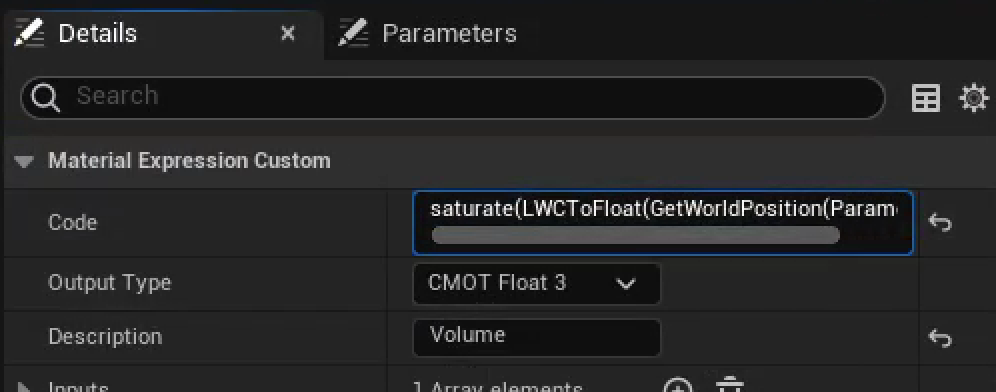 Details
Parameters
Search
Material Expression Custom
Code
saturate(LWCToFloat(GetWorldPosition(Param
Output Type
CMOT Float 3
Description
Volume
Inputs
1 Array elements